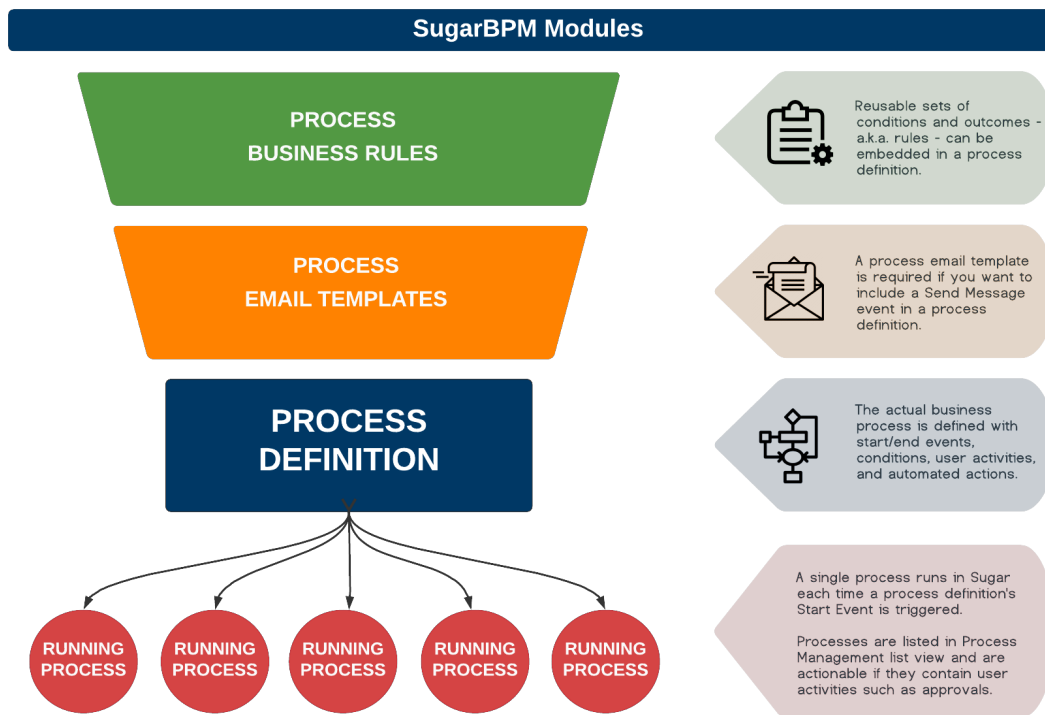 SugarBPM Modules
PROCESS
BUSINESS RULES
Reusable sets of
conditions and outcomes -
a.k.a. rules - can be
embedded in a process
definition.
PROCESS
EMAIL TEMPLATES
A process email template
is required if you want to
include a Send Message
event in a process
definition.
PROCESS
DEFINITION
The actual business
process is defined with
start/end events,
conditions, user activities,
and automated actions.
RUNNING
PROCESS
RUNNING
PROCESS
RUNNING
PROCESS
RUNNING
PROCESS
RUNNING
PROCESS
A single process runs in Sugar
each time a process definition's
Start Event is triggered.
Processes are listed in Process
Management list view and are
actionable if they contain user
activities such as approvals.